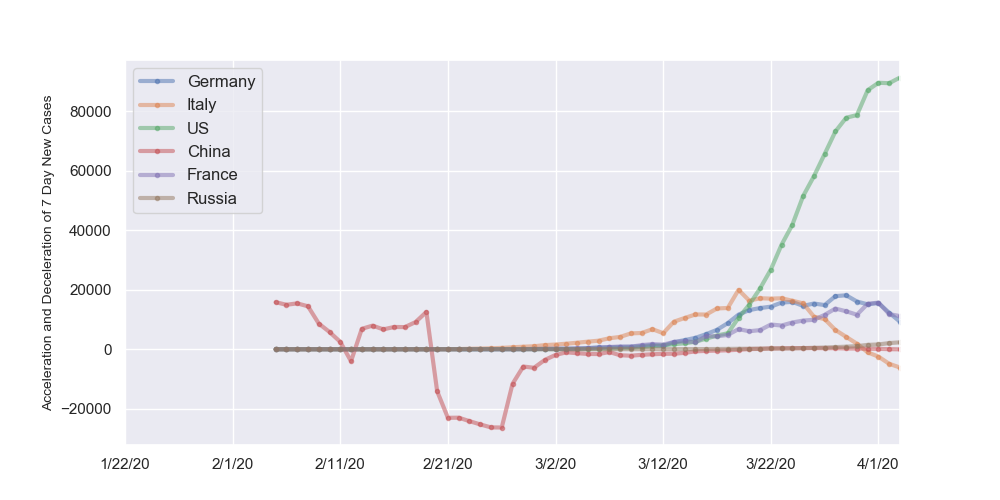 Acceleration and Deceleration of 7 Day New Cases
Germany
Italy
US
China
France
Russia
80000
60000
40000
20000
0
−20000
1/22/20
2/1/20
2/11/20
2/21/20
3/2/20
3/12/20
3/22/20
4/1/20